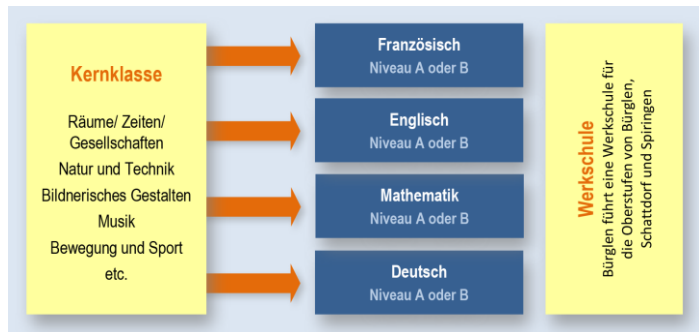 Kernklasse
Räume/ Zeiten/
Gesellschaften
Natur und Technik
Bildnerisches Gestalten
Musik
Bewegung und Sport
etc.
Französisch
Niveau A oder B
Englisch
Niveau A oder B
Mathematik
Niveau A oder B
Deutsch
Niveau A oder B
Werkschule
Bürglen führt eine Werkschule für
die Oberstufen von Bürglen,
Schattdorf und Spiringen